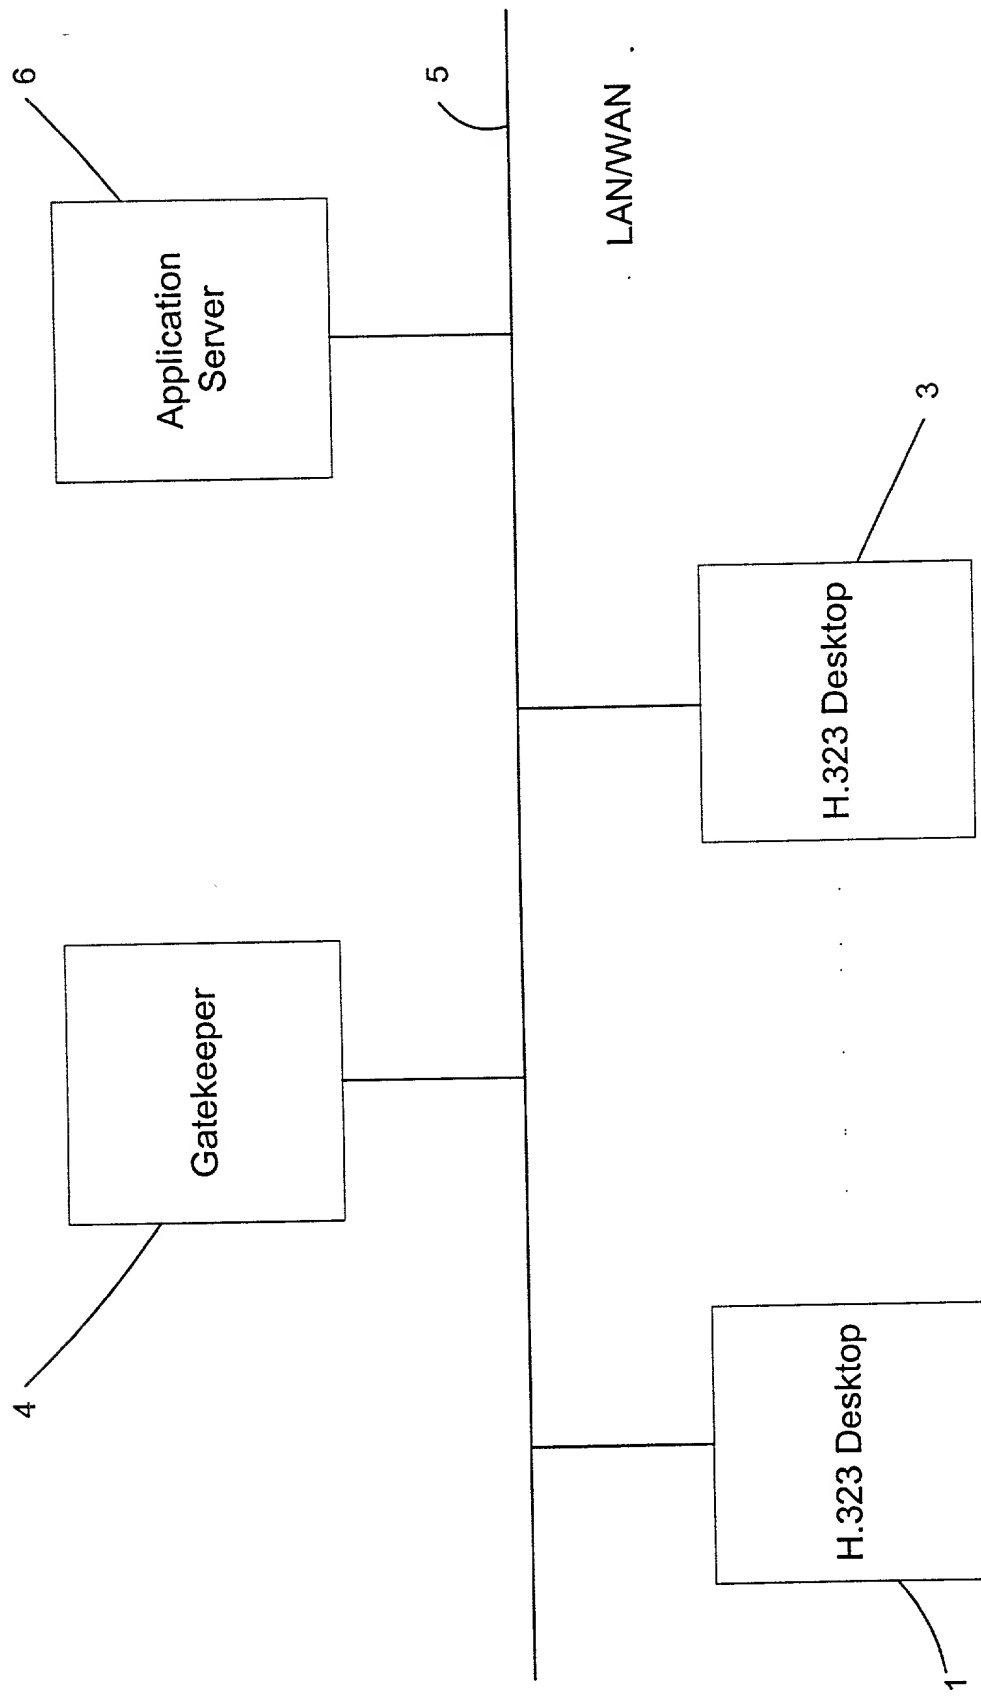 4
Gatekeeper
Application
Server
6
5
LAN/WAN
H.323 Desktop
1
H.323 Desktop
3